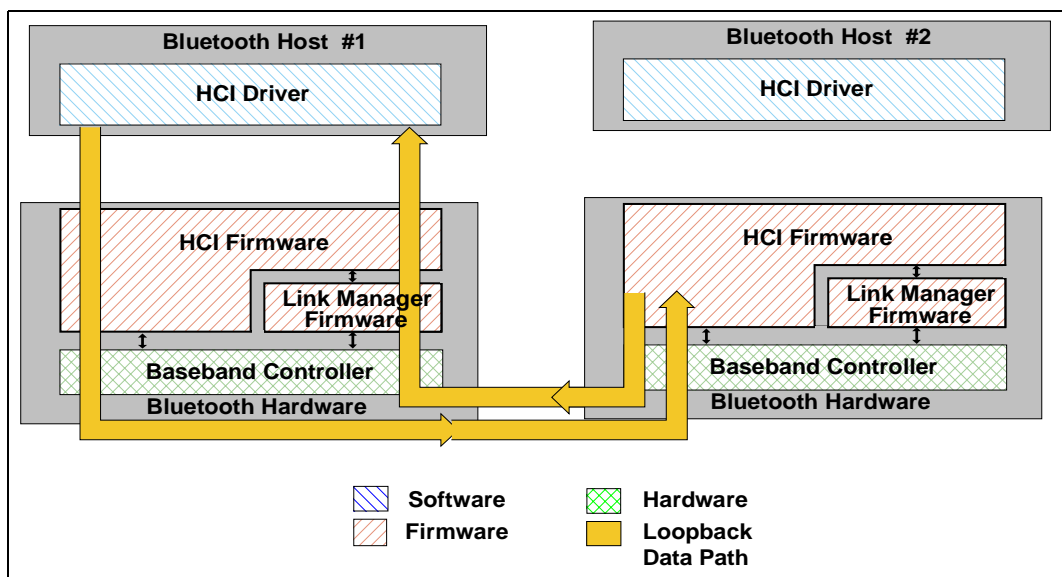 Bluetooth Host #1
HCI Driver
Bluetooth Host #2
HCI Driver
HCI Firmware
Link Manager
Firmware
Baseband Controller
Bluetooth Hardware
HCI Firmware
Link Manager
Firmware
Baseband Controller
Bluetooth Hardware
Software
Firmware
Hardware
Loopback
Data Path